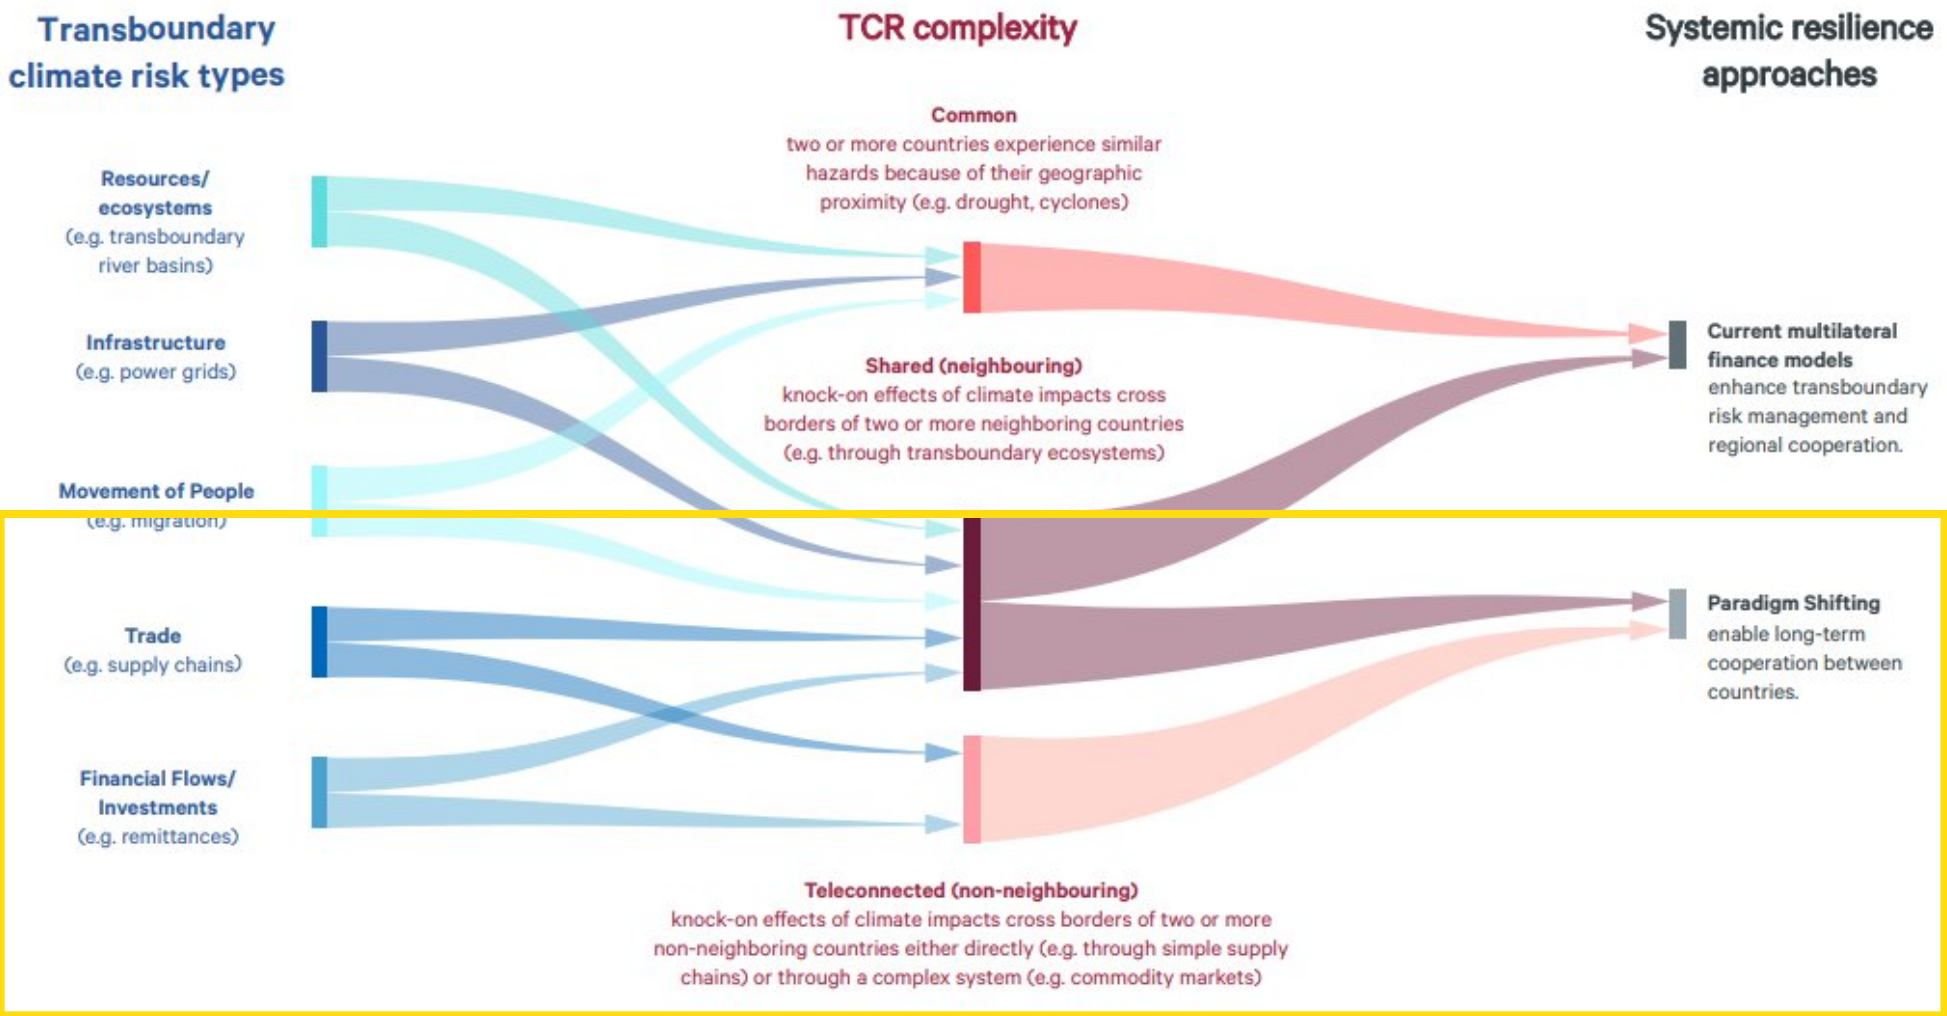 Transboundary
climate risk types
TCR complexity
Systemic resilience
approaches
Resources/
ecosystems
(e.g. transboundary
river basins)
Infrastructure
(e.g. power grids)
Movement of People
(e.g. migration)
Trade
(e.g. supply chains)
Financial Flows/
Investments
(e.g. remittances)
Common
two or more countries experience similar
hazards because of their geographic
proximity (e.g. drought, cyclones)
Shared (neighbouring)
knock-on effects of climate impacts cross
borders of two or more neighboring countries
(e.g. through transboundary ecosystems)
Teleconnected (non-neighbouring)
knock-on effects of climate impacts cross borders of two or more
non-neighboring countries either directly (e.g. through simple supply
chains) or through a complex system (e.g. commodity markets)
Current multilateral
finance models
enhance transboundary
risk management and
regional cooperation.
Paradigm Shifting
enable long-term
cooperation between
countries.